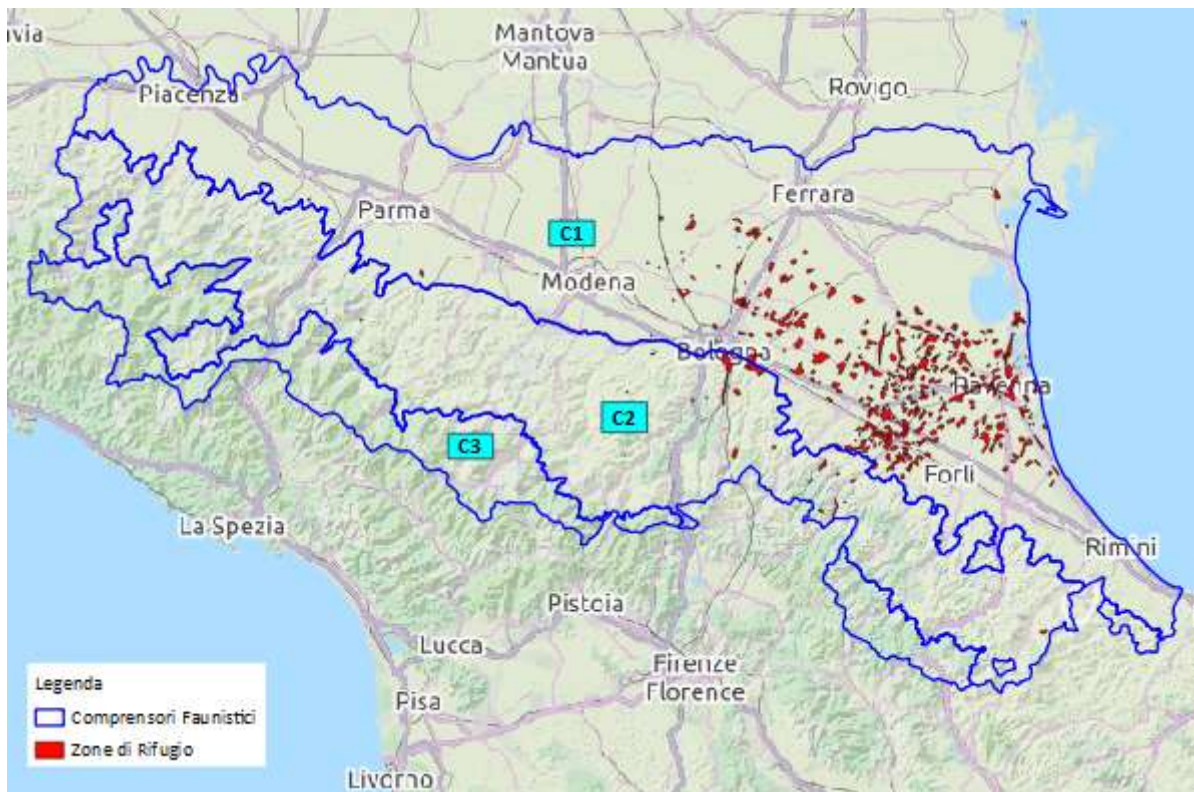 via
Mantova
Mantua
Rovigo
Piacenza
Ferrara
Parma
C1
Modena
Bologna
Ravenna
C2
C3
Forlì
La Spezia
Rimini
Pistoia
Lucca
Firenze
Florence
Pisa
Livorno
Legenda
Comprensori Faunistici
Zone di Rifugio